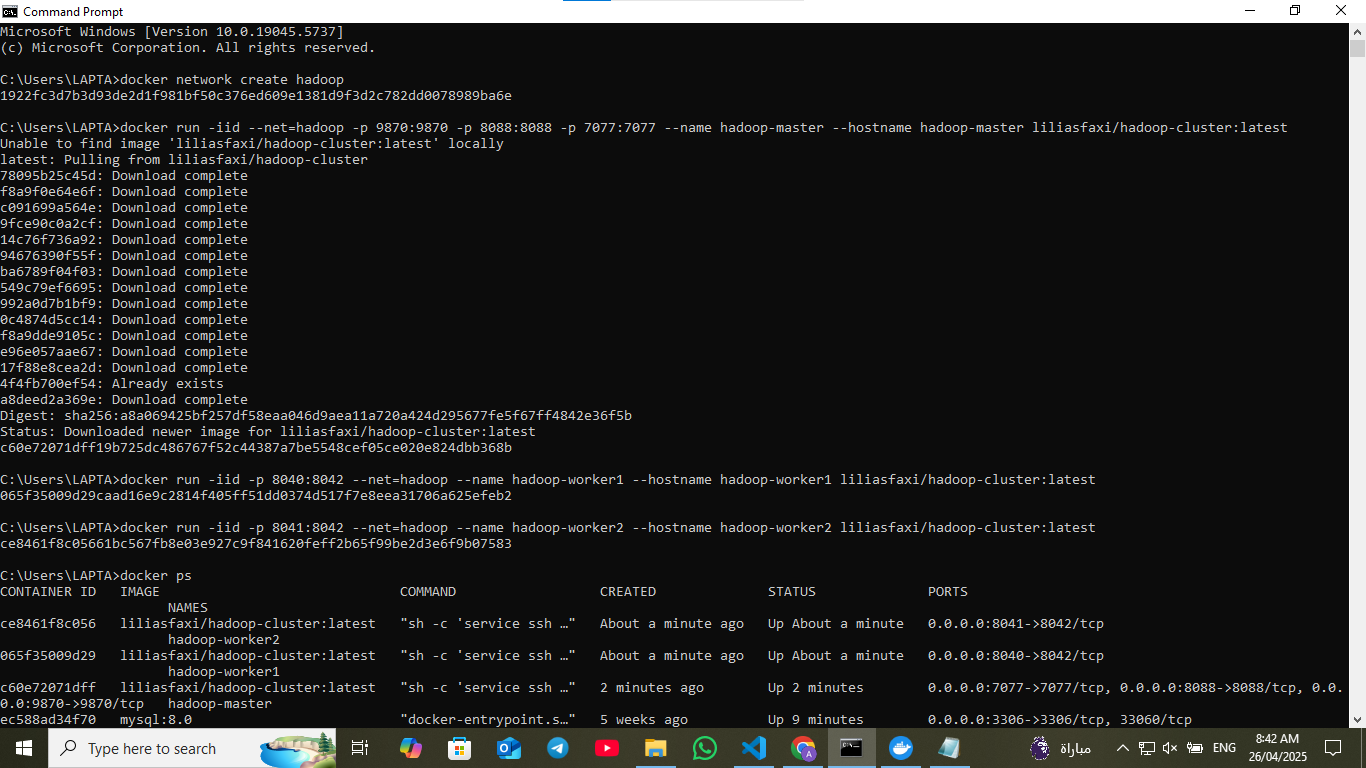 Command Prompt
Microsoft Windows [Version 10.0.19045.5737]
(c) Microsoft Corporation. All rights reserved.
C:\Users\LAPTA>docker network create hadoop
1922fc3d7b3d93de2d1f981bf50c376ed609e1381d9f3d2c782dd0078989ba6e
C:\Users\LAPTA>docker run -iid --net=hadoop -p 9870:9870 -p 8088:8088 -p 7077:7077 --name hadoop-master --hostname hadoop-master liliasfaxi/hadoop-cluster:latest
Unable to find image 'liliasfaxi/hadoop-cluster:latest' locally
latest: Pulling from liliasfaxi/hadoop-cluster
78095b25c45d: Download complete
f8a9f0e64e6f: Download complete
c091699a564e: Download complete
9fce90c0a2cf: Download complete
14c76f736a92: Download complete
94676390f55f: Download complete
ba6789f04f03: Download complete
549c79ef6695: Download complete
992a0d7b1bf9: Download complete
0c4874d5cc14: Download complete
f8a9dde9105c: Download complete
e96e057aae67: Download complete
17f88e8cea2d: Download complete
4f4fb700ef54: Already exists
a8deed2a369e: Download complete
Digest: sha256:a8a069425bf257df58eaa046d9aea11a720a424d295677fe5f67ff4842e36f5b
Status: Downloaded newer image for liliasfaxi/hadoop-cluster:latest
c60e72071dff19b725dc486767f52c44387a7be5548cef05ce020e824dbb368b
C:\Users\LAPTA>docker run -iid -p 8040:8042 --net=hadoop --name hadoop-worker1 --hostname hadoop-worker1 liliasfaxi/hadoop-cluster:latest
065f35009d29caad16e9c2814f405ff51dd0374d517f7e8eea31706a625efeb2
C:\Users\LAPTA>docker run -iid -p 8041:8042 --net=hadoop --name hadoop-worker2 --hostname hadoop-worker2 liliasfaxi/hadoop-cluster:latest
ce8461f8c05661bc567fb8e03e927c9f841620feff2b65f99be2d3e6f9b07583
C:\Users\LAPTA>docker ps
CONTAINER ID   IMAGE                              COMMAND                  CREATED              STATUS              PORTS
NAMES
ce8461f8c056   liliasfaxi/hadoop-cluster:latest   "sh -c 'service ssh …"   About a minute ago   Up About a minute   0.0.0.0:8041->8042/tcp
hadoop-worker2
065f35009d29   liliasfaxi/hadoop-cluster:latest   "sh -c 'service ssh …"   About a minute ago   Up About a minute   0.0.0.0:8040->8042/tcp
hadoop-worker1
c60e72071dff   liliasfaxi/hadoop-cluster:latest   "sh -c 'service ssh …"   2 minutes ago        Up 2 minutes        0.0.0.0:7077->7077/tcp, 0.0.0.0:8088->8088/tcp, 0.0.
0.0:9870->9870/tcp   hadoop-master
ec588ad34f70   mysql:8.0                          "docker-entrypoint.s…"   5 weeks ago          Up 9 minutes        0.0.0.0:3306->3306/tcp, 33060/tcp
Type here to search
مباراة
ENG
8:42 AM
26/04/2025